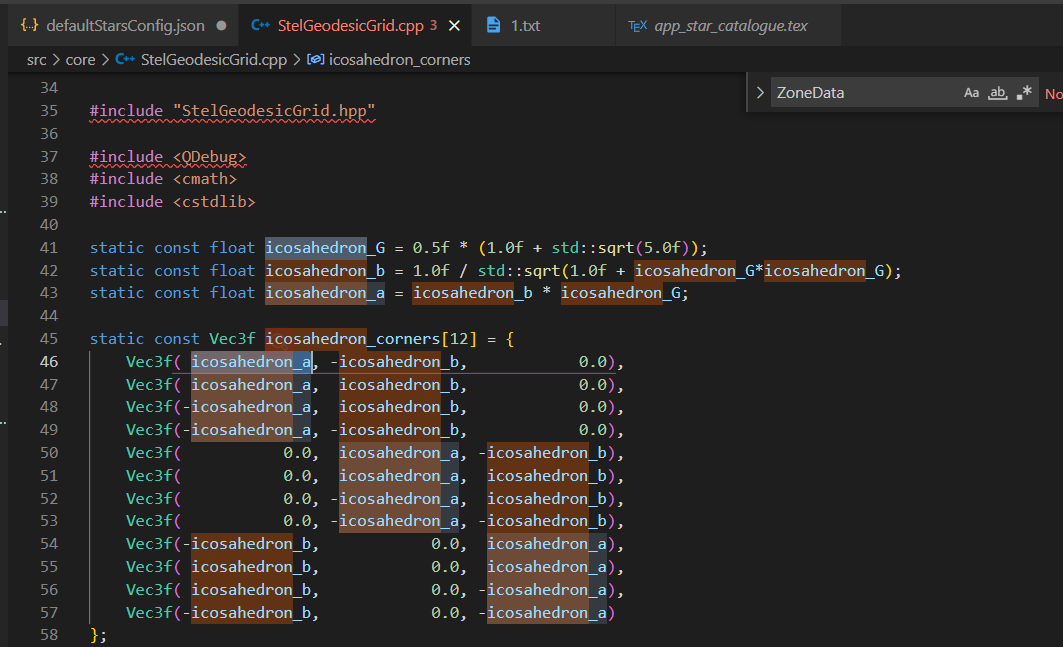 {..} defaultStarsConfig.json ● C++ StelGeodesicGrid.cpp 3 × 1.txt TEX app_star_catalogue.tex
src > core > C++ StelGeodesicGrid.cpp > icosahedron_corners
ZoneData Aa ab .* No
34
35 #include "StelGeodesicGrid.hpp"
36
37 #include <QDebug>
38 #include <cmath>
39 #include <cstdlib>
40
41 static const float icosahedron_G = 0.5f * (1.0f + std::sqrt(5.0f));
42 static const float icosahedron_b = 1.0f / std::sqrt(1.0f + icosahedron_G*icosahedron_G);
43 static const float icosahedron_a = icosahedron_b * icosahedron_G;
44
45 static const Vec3f icosahedron_corners[12] = {
46 Vec3f( icosahedron_a, -icosahedron_b, 0.0),
47 Vec3f( icosahedron_a, icosahedron_b, 0.0),
48 Vec3f(-icosahedron_a, icosahedron_b, 0.0),
49 Vec3f(-icosahedron_a, -icosahedron_b, 0.0),
50 Vec3f( 0.0, icosahedron_a, -icosahedron_b),
51 Vec3f( 0.0, icosahedron_a, icosahedron_b),
52 Vec3f( 0.0, -icosahedron_a, icosahedron_b),
53 Vec3f( 0.0, -icosahedron_a, -icosahedron_b),
54 Vec3f(-icosahedron_b, 0.0, icosahedron_a),
55 Vec3f( icosahedron_b, 0.0, icosahedron_a),
56 Vec3f( icosahedron_b, 0.0, -icosahedron_a),
57 Vec3f(-icosahedron_b, 0.0, -icosahedron_a)
58 };